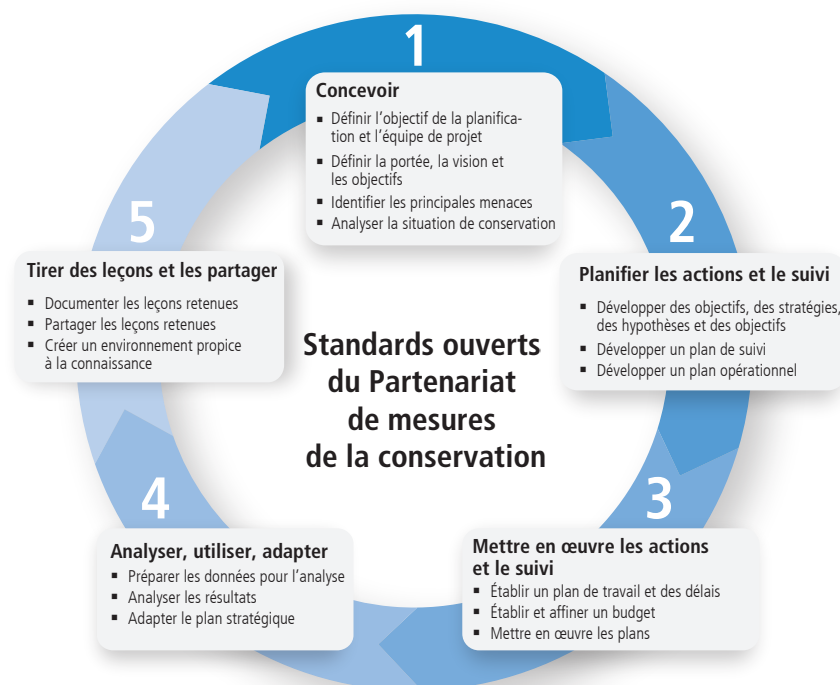 1
Concevoir
▪ Définir l'objectif de la planifica-
tion et l'équipe de projet
▪ Définir la portée, la vision et
les objectifs
▪ Identifier les principales menaces
▪ Analyser la situation de conservation
2
Planifier les actions et le suivi
▪ Développer des objectifs, des stratégies,
des hypothèses et des objectifs
▪ Développer un plan de suivi
▪ Développer un plan opérationnel
3
Mettre en œuvre les actions
et le suivi
▪ Établir un plan de travail et des délais
▪ Établir et affiner un budget
▪ Mettre en œuvre les plans
4
Analyser, utiliser, adapter
▪ Préparer les données pour l'analyse
▪ Analyser les résultats
▪ Adapter le plan stratégique
5
Tirer des leçons et les partager
▪ Documenter les leçons retenues
▪ Partager les leçons retenues
▪ Créer un environnement propice
à la connaissance
Standards ouverts
du Partenariat
de mesures
de la conservation